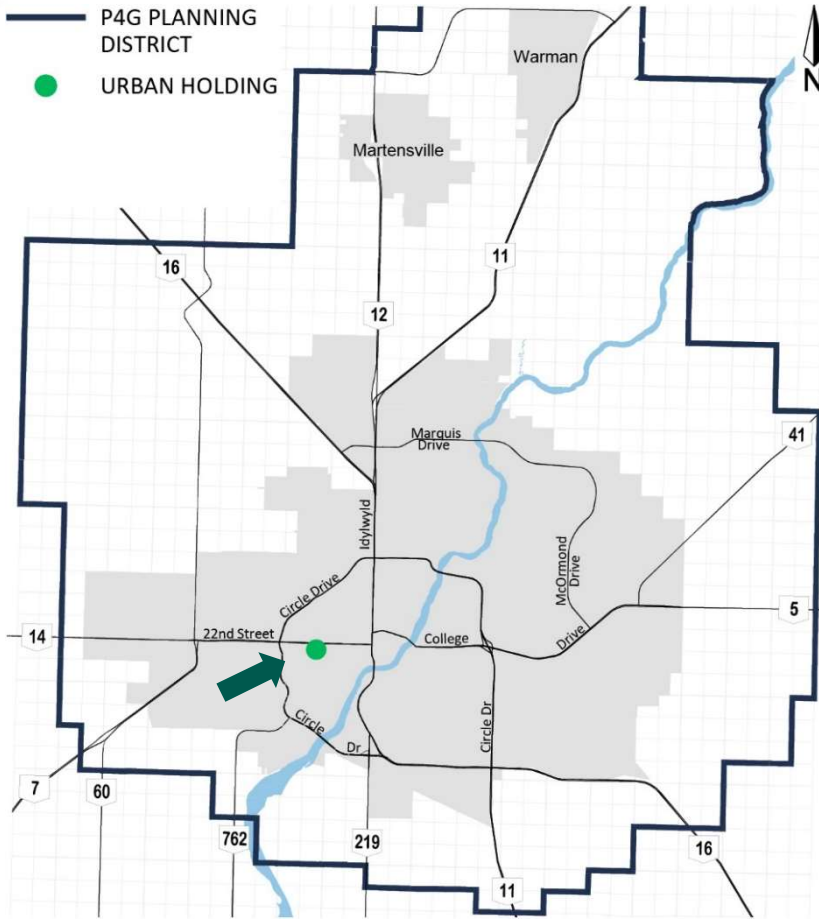 P4G PLANNING
DISTRICT
URBAN HOLDING
N
Warman
Martensville
16
11
12
41
Marquis
Drive
Idylwyld
McOrmond
Drive
Circle Drive
5
14
22nd Street
College
Drive
Circle
Dr
Circle Dr
7
60
762
219
16
11